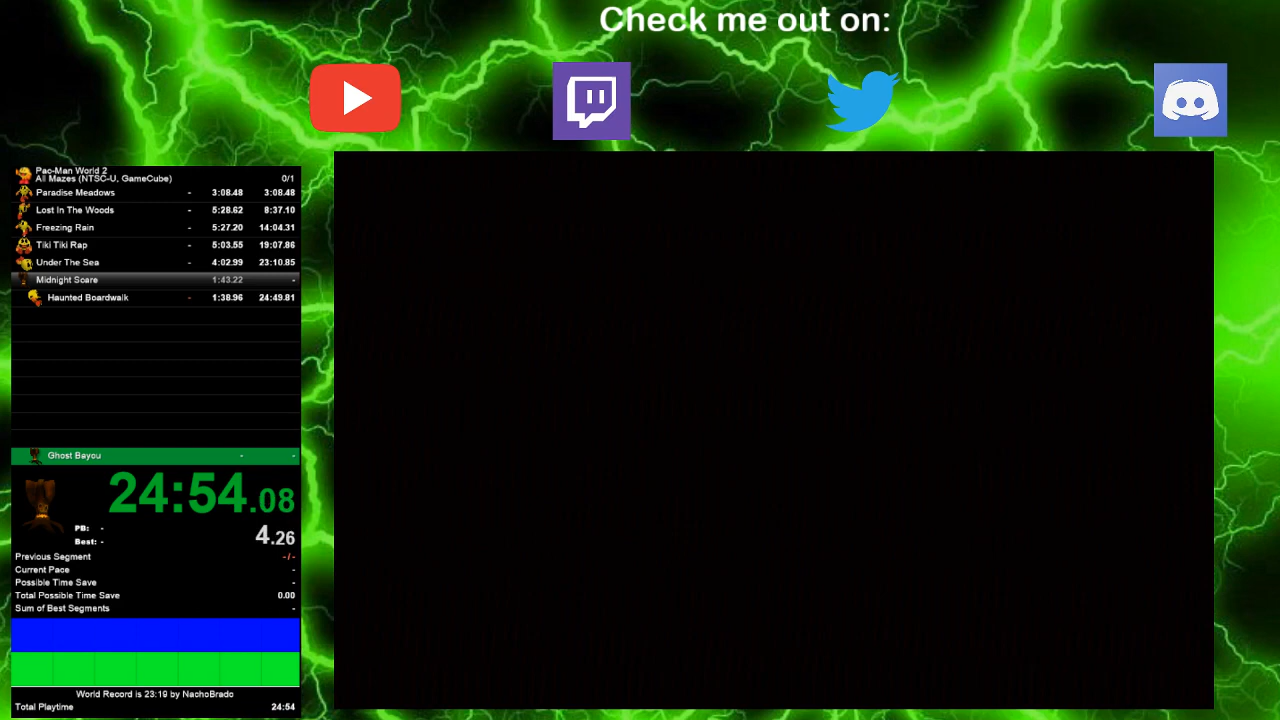 Check me out on:
Pac-Man World 2
All Mazes (NTSC-U, GameCube) 0/1
Paradise Meadows - 3:08.48 3:08.48
Lost In The Woods - 5:28.62 8:37.10
Freezing Rain - 5:27.20 14:04.31
Tiki Tiki Rap - 5:03.55 19:07.86
Under The Sea - 4:02.99 23:10.85
Midnight Scare 1:43.22 -
Haunted Boardwalk - 1:38.96 24:49.81
Ghost Bayou - -
24:54.08
PB: -
4.26
Best: -
Previous Segment - / -
Current Pace -
Possible Time Save -
Total Possible Time Save 0.00
Sum of Best Segments -
World Record is 23:19 by NachoBrado
Total Playtime 24:54